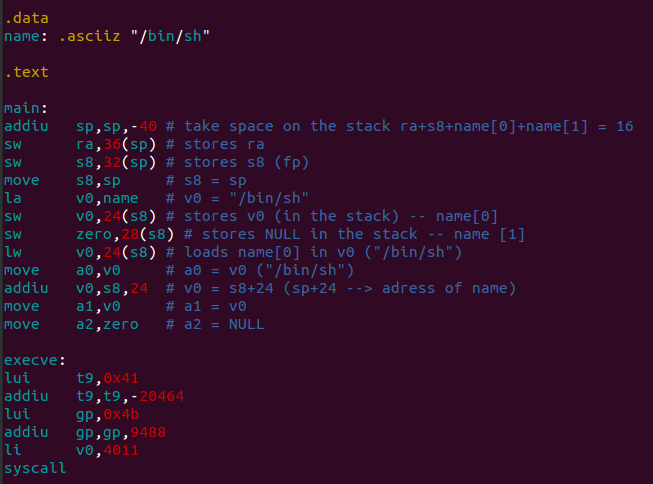 .data
name: .asciiz "/bin/sh"
.text
main:
addiu sp,sp,-40 # take space on the stack ra+s8+name[0]+name[1] = 16
sw ra,36(sp) # stores ra
sw s8,32(sp) # stores s8 (fp)
move s8,sp # s8 = sp
la v0,name # v0 = "/bin/sh"
sw v0,24(s8) # stores v0 (in the stack) -- name[0]
sw zero,28(s8) # stores NULL in the stack -- name [1]
lw v0,24(s8) # loads name[0] in v0 ("/bin/sh")
move a0,v0 # a0 = v0 ("/bin/sh")
addiu v0,s8,24 # v0 = s8+24 (sp+24 --> adress of name)
move a1,v0 # a1 = v0
move a2,zero # a2 = NULL
execve:
lui t9,0x41
addiu t9,t9,-20464
lui gp,0x4b
addiu gp,gp,9488
li v0,4011
syscall